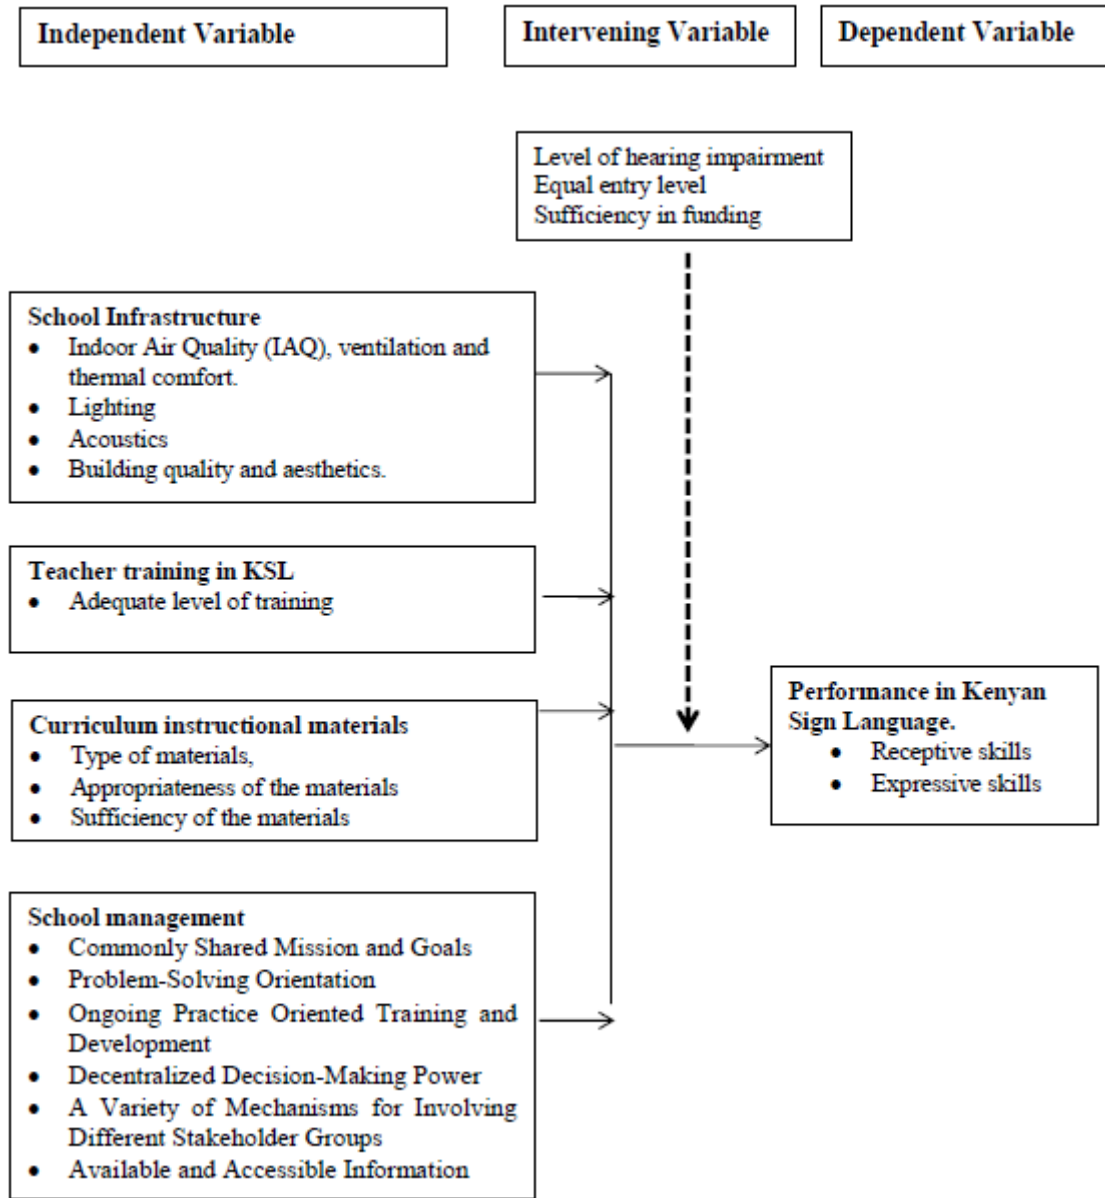 Independent Variable
Intervening Variable
Dependent Variable
Level of hearing impairment
Equal entry level
Sufficiency in funding
School Infrastructure
• Indoor Air Quality (IAQ), ventilation and
thermal comfort.
• Lighting
• Acoustics
• Building quality and aesthetics.
Teacher training in KSL
• Adequate level of training
Curriculum instructional materials
• Type of materials,
• Appropriateness of the materials
• Sufficiency of the materials
School management
• Commonly Shared Mission and Goals
• Problem-Solving Orientation
• Ongoing Practice Oriented Training and
Development
• Decentralized Decision-Making Power
• A Variety of Mechanisms for Involving
Different Stakeholder Groups
• Available and Accessible Information
Performance in Kenyan
Sign Language.
• Receptive skills
• Expressive skills